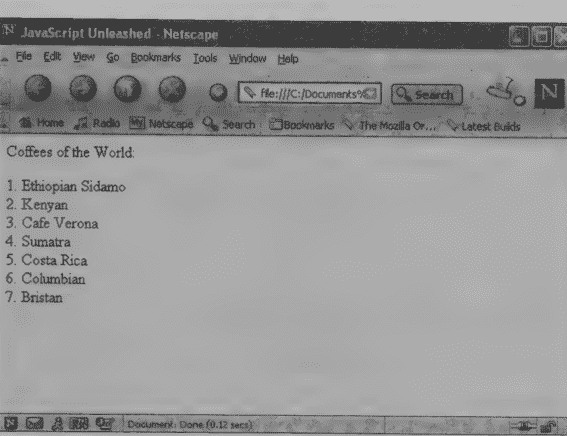 JavaScript Unleashed - Netscape
File Edit View Go Bookmarks Tools Window Help
file:///C:/Documents% Search
Home Radio My Netscape Search Bookmarks The Mozilla Or... Latest Builds
Coffees of the World:
1. Ethiopian Sidamo
2. Kenyan
3. Cafe Verona
4. Sumatra
5. Costa Rica
6. Columbian
7. Bristan
Document: Done (0.12 secs)